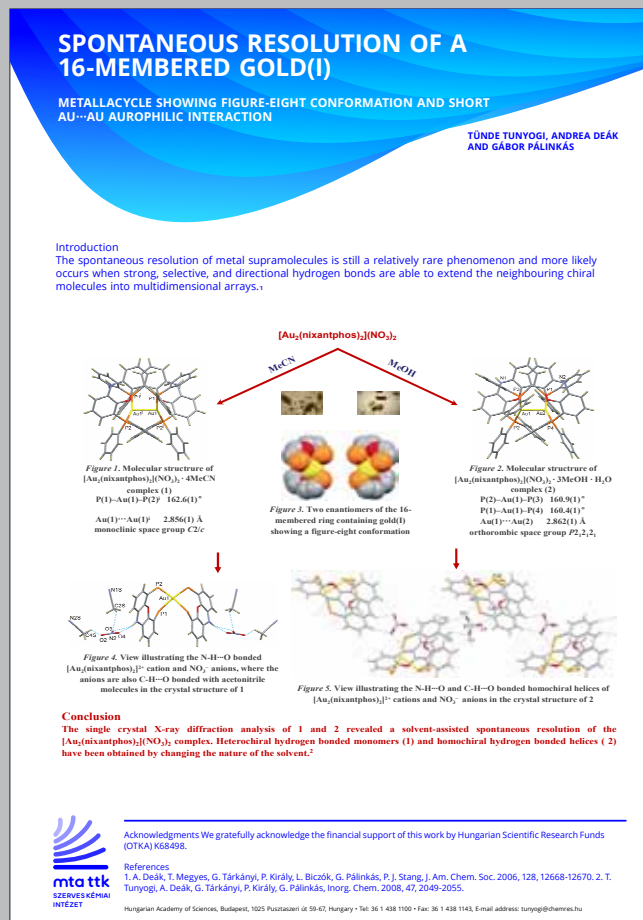 SPONTANEOUS RESOLUTION OF A
16-MEMBERED GOLD(I)
METALLACYCLE SHOWING FIGURE-EIGHT CONFORMATION AND SHORT
AU···AU AUROPHILIC INTERACTION
TÜNDE TUNYOGI, ANDREA DEÁK
AND GÁBOR PÁLINKÁS
Introduction
The spontaneous resolution of metal supramolecules is still a relatively rare phenomenon and more likely
occurs when strong, selective, and directional hydrogen bonds are able to extend the neighbouring chiral
molecules into multidimensional arrays.₁
[Au₂(nixantphos)₂](NO₃)₂
MeCN
MeOH
Figure 1. Molecular structrure of
[Au₂(nixantphos)₂](NO₃)₂ · 4MeCN
complex (1)
P(1)–Au(1)–P(2)ⁱ 162.6(1)°
Au(1)···Au(1)ⁱ 2.856(1) Å
monoclinic space group C2/c
Figure 3. Two enantiomers of the 16-
membered ring containing gold(I)
showing a figure-eight conformation
Figure 2. Molecular structrure of
[Au₂(nixantphos)₂](NO₃)₂ · 3MeOH · H₂O
complex (2)
P(2)–Au(1)–P(3) 160.9(1)°
P(1)–Au(1)–P(4) 160.4(1)°
Au(1)···Au(2) 2.862(1) Å
orthorombic space group P2₁2₁2₁
N18
C28
P2
Au1
P1
N28
O3
O2
N2
Figure 4. View illustrating the N-H···O bonded
[Au₂(nixantphos)₂]²⁺ cation and NO₃⁻ anions, where the
anions are also C-H···O bonded with acetonitrile
molecules in the crystal structure of 1
Figure 5. View illustrating the N-H···O and C-H···O bonded homochiral helices of
[Au₂(nixantphos)₂]²⁺ cations and NO₃⁻ anions in the crystal structure of 2
Conclusion
The single crystal X-ray diffraction analysis of 1 and 2 revealed a solvent-assisted spontaneous resolution of the
[Au₂(nixantphos)₂](NO₃)₂ complex. Heterochiral hydrogen bonded monomers (1) and homochiral hydrogen bonded helices ( 2)
have been obtained by changing the nature of the solvent.²
mta ttk
SZERVES KÉMIAI
INTÉZET
Acknowledgments We gratefully acknowledge the financial support of this work by Hungarian Scientific Research Funds
(OTKA) K68498.
References
1. A. Deák, T. Megyes, G. Tárkányi, P. Király, L. Biczók, G. Pálinkás, P. J. Stang, J. Am. Chem. Soc. 2006, 128, 12668-12670. 2. T.
Tunyogi, A. Deák, G. Tárkányi, P. Király, G. Pálinkás, Inorg. Chem. 2008, 47, 2049-2055.
Hungarian Academy of Sciences, Budapest, 1025 Pusztaszeri út 59-67, Hungary • Tel: 36 1 438 1100 • Fax: 36 1 438 1143, E-mail address: tunyogi@chemres.hu